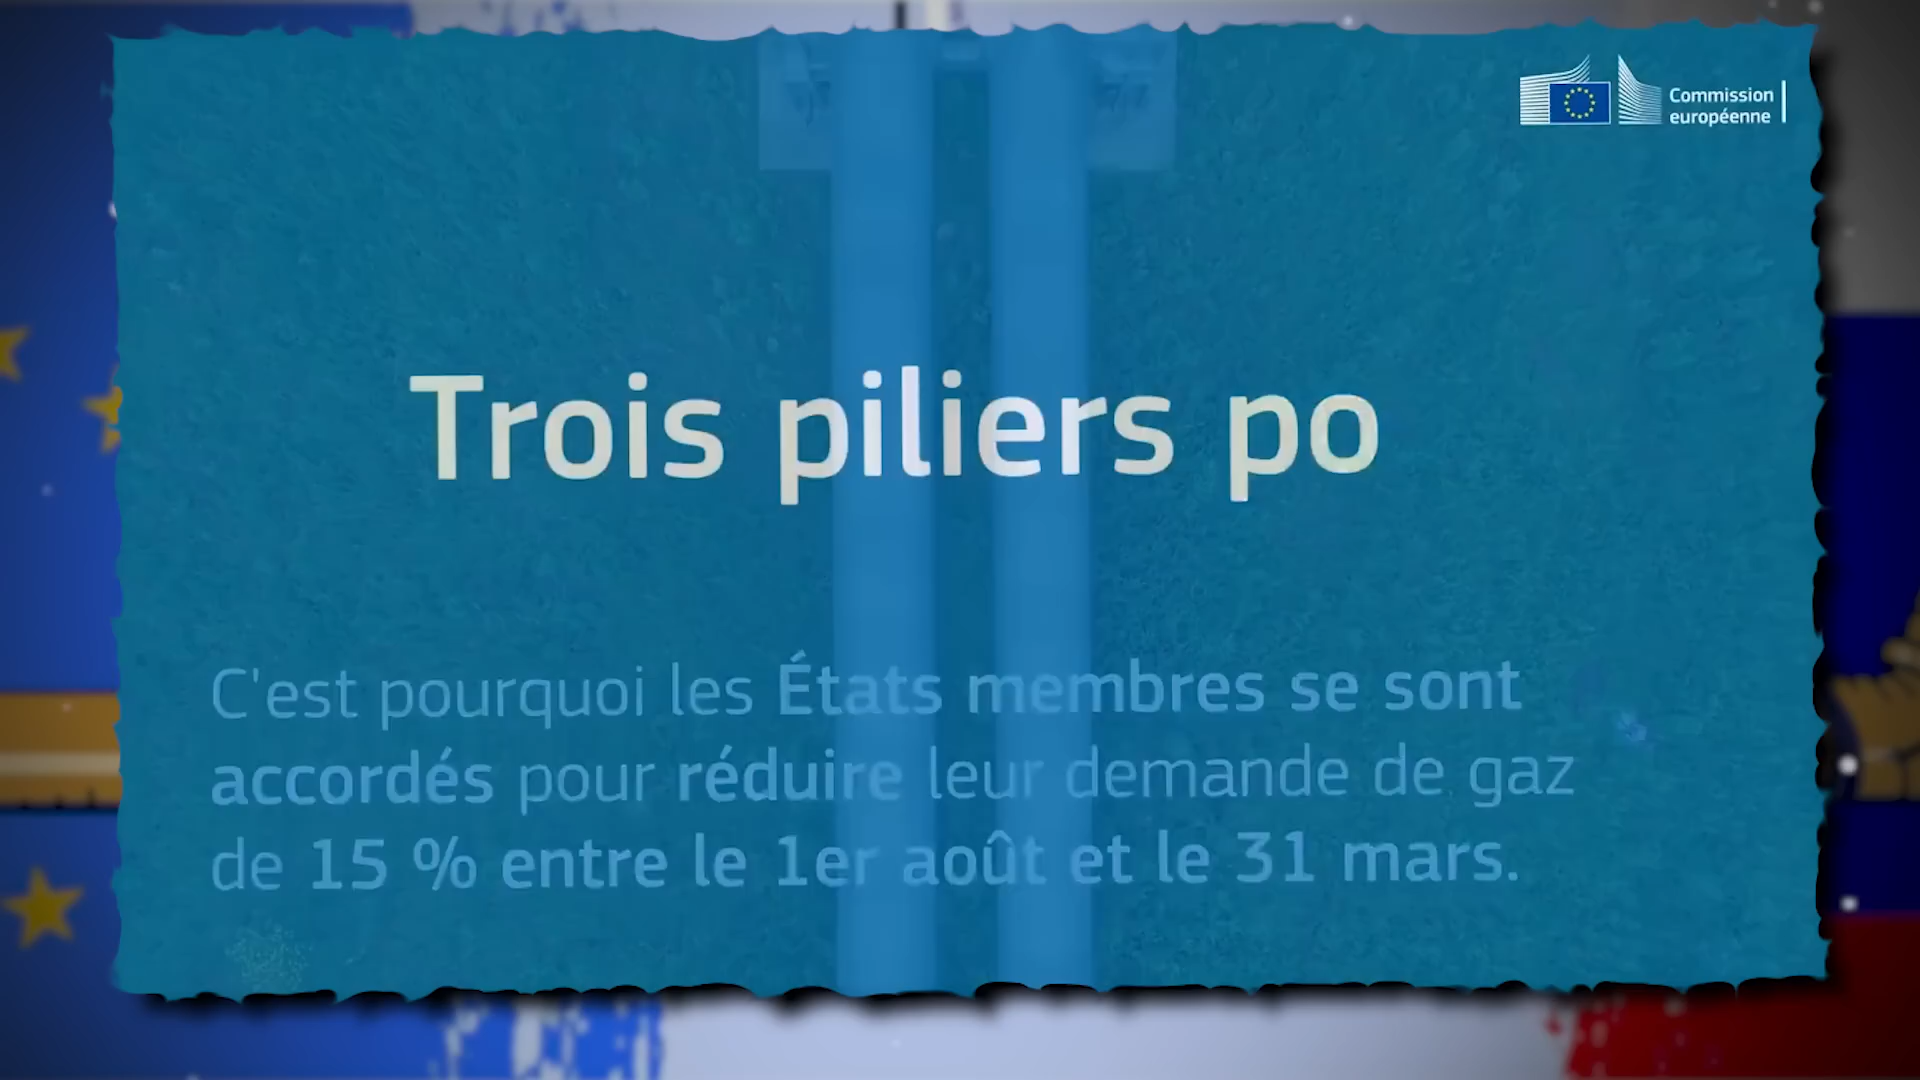 Commission
européenne
Trois piliers po
C'est pourquoi les États membres se sont
accordés pour réduire leur demande de gaz
de 15 % entre le 1er août et le 31 mars.